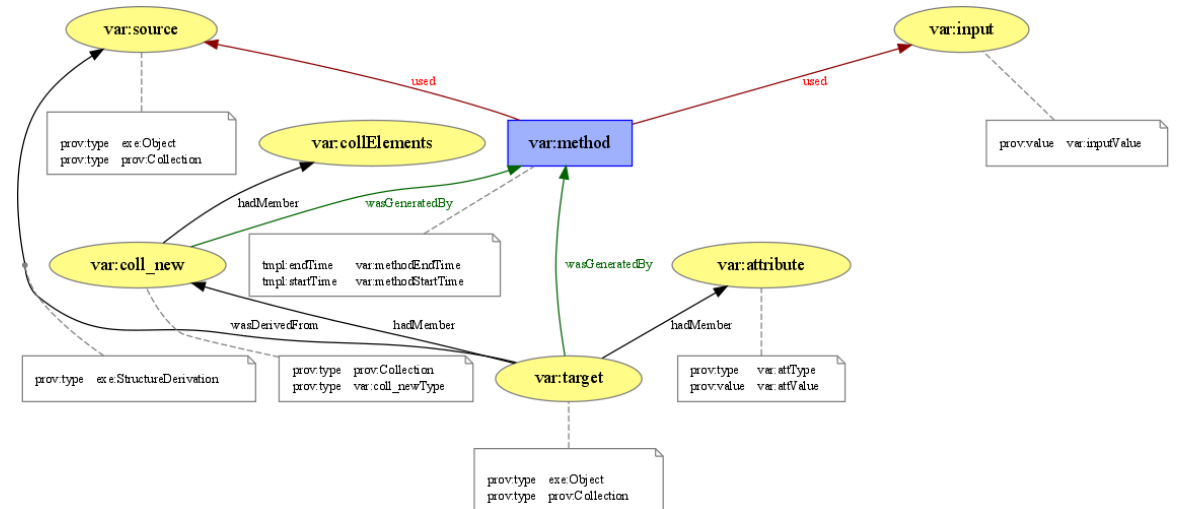 var:source
var:input
used
used
prov:type exe:Object
prov:type prov:Collection
var:collElements
var:method
prov:value var:inputValue
hadMember
wasGeneratedBy
var:coll_new
tmpl:endTime var:methodEndTime
tmpl:startTime var:methodStartTime
wasGeneratedBy
var:attribute
wasDerivedFrom
hadMember
hadMember
prov:type exe:StructureDerivation
prov:type prov:Collection
prov:type var:coll_newType
var:target
prov:type var:attType
prov:value var:attValue
prov:type exe:Object
prov:type prov:Collection